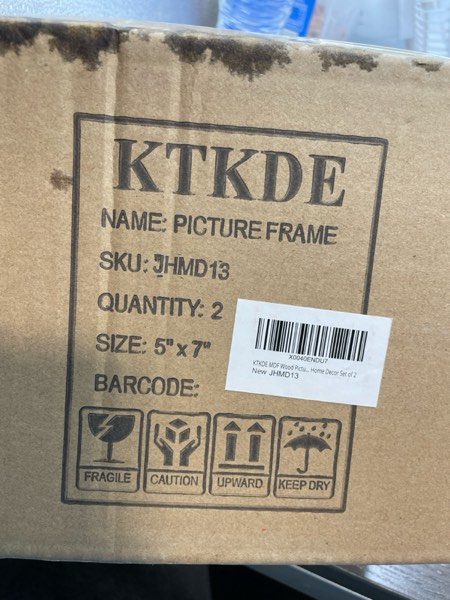 KTKDE
NAME: PICTURE FRAME
SKU: JHMD13
QUANTITY: 2
SIZE: 5" x 7"
BARCODE:
X0040ENDU7
KTKDE MDF Wood Pictu... Home Decor Set of 2
New JHMD13
FRAGILE CAUTION UPWARD KEEP DRY